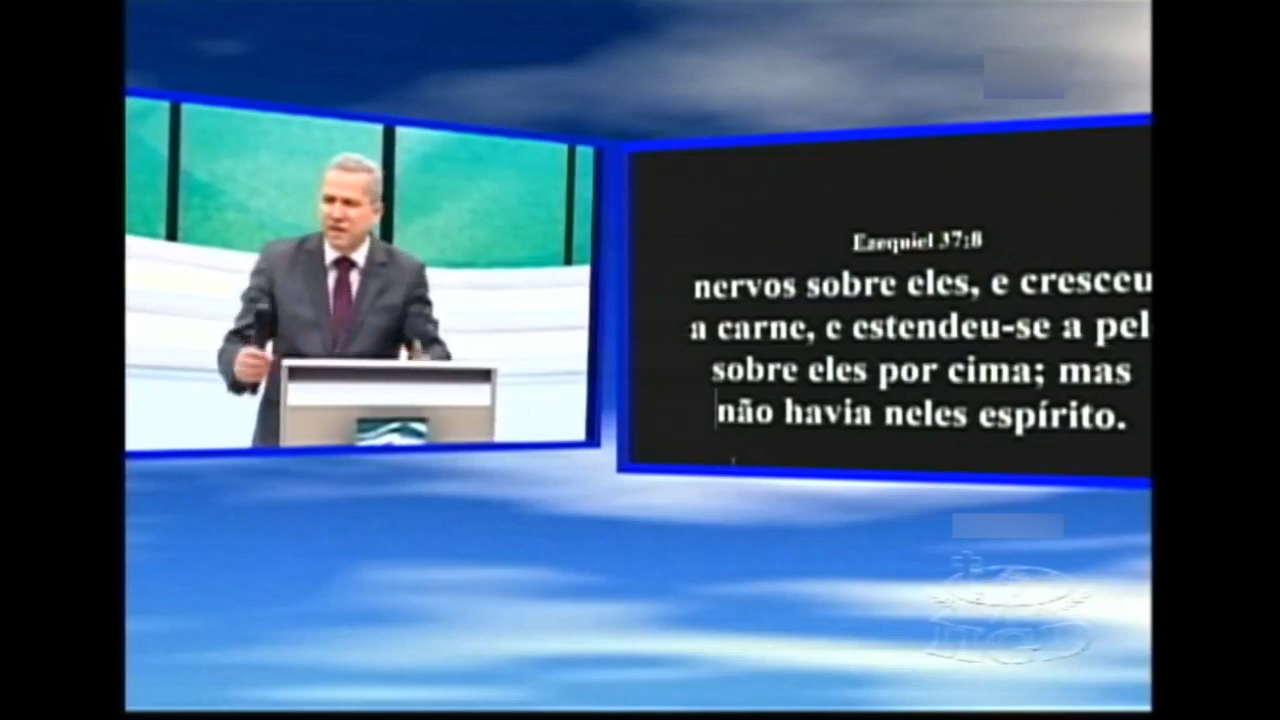 Ezequiel 37:8
nervos sobre eles, e cresceu
a carne, e estendeu-se a pel
sobre eles por cima; mas
não havia neles espírito.